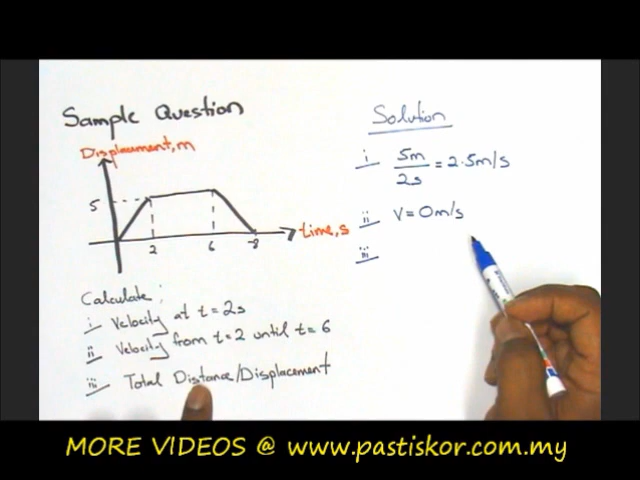 Sample Question
Displacement, m
5
2
6
8
time, s
Calculate:
i Velocity at t = 2s
ii Velocity from t = 2 until t = 6
iii Total Distance/Displacement
Solution
i 5m/2s = 2.5m/s
ii V = 0m/s
iii
MORE VIDEOS @ www.pastiskor.com.my